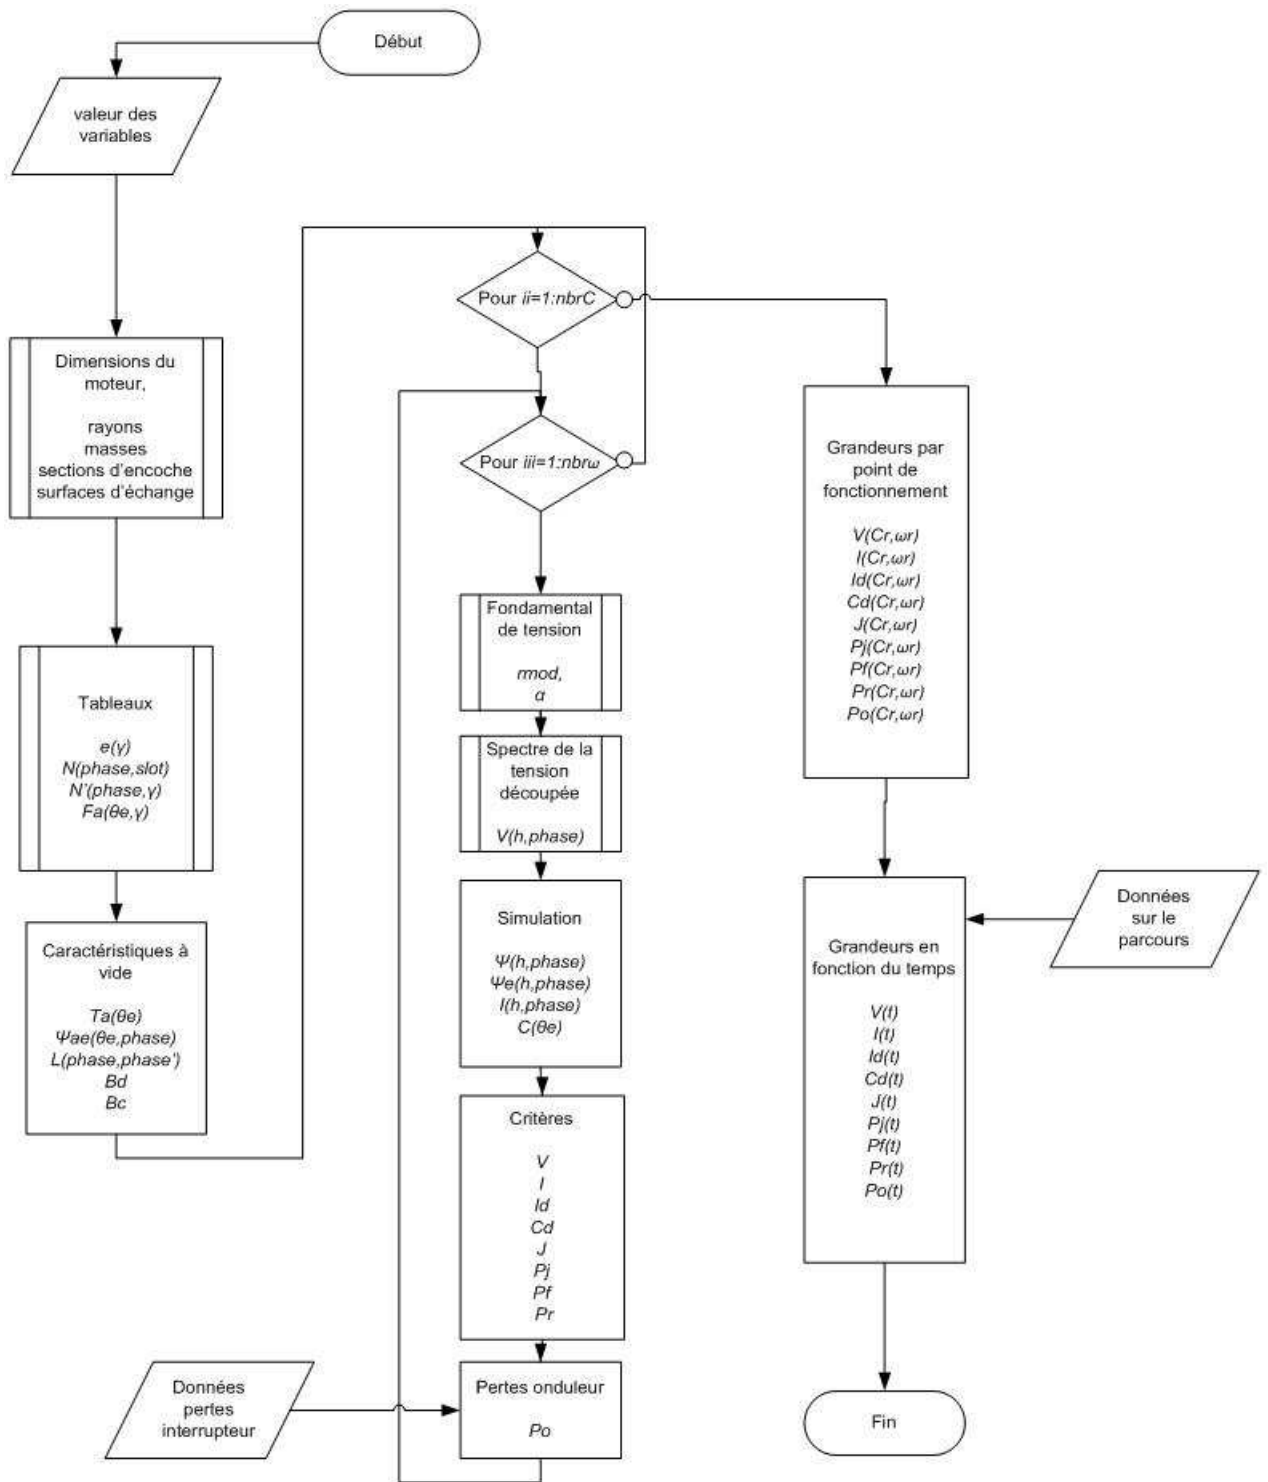 Début
valeur des
variables
Dimensions du
moteur,
rayons
masses
sections d'encoche
surfaces d'échange
Tableaux
e(γ)
N(phase,slot)
N'(phase,γ)
Fa(θe,γ)
Caractéristiques à
vide
Ta(θe)
Ψae(θe,phase)
L(phase,phase')
Bd
Bc
Pour ii=1:nbrC
Pour iii=1:nbrω
Fondamental
de tension
rmod,
α
Spectre de la
tension
découpée
V(h,phase)
Simulation
Ψ(h,phase)
Ψe(h,phase)
I(h,phase)
C(θe)
Critères
V
I
Id
Cd
J
Pj
Pf
Pr
Données
pertes
interrupteur
Pertes onduleur
Po
Grandeurs par
point de
fonctionnement
V(Cr,ωr)
I(Cr,ωr)
Id(Cr,ωr)
Cd(Cr,ωr)
J(Cr,ωr)
Pj(Cr,ωr)
Pf(Cr,ωr)
Pr(Cr,ωr)
Po(Cr,ωr)
Données
sur le
parcours
Grandeurs en
fonction du temps
V(t)
I(t)
Id(t)
Cd(t)
J(t)
Pj(t)
Pf(t)
Pr(t)
Po(t)
Fin